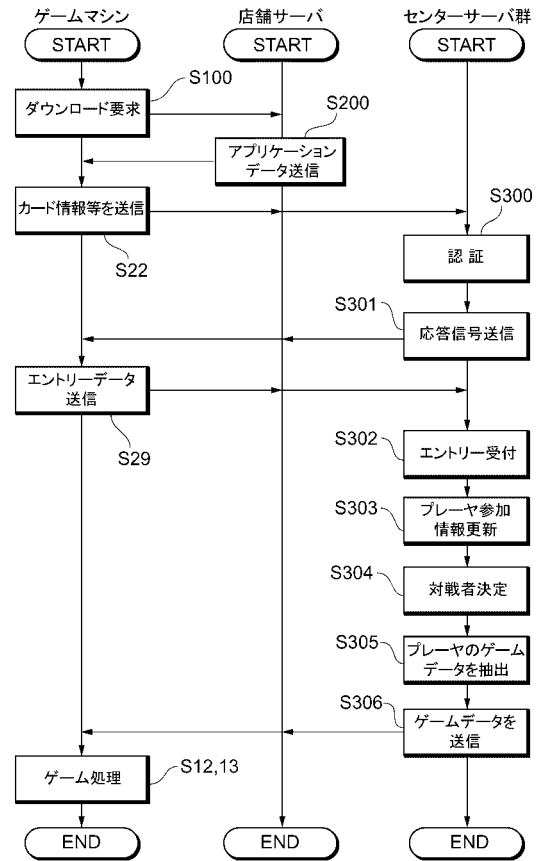 ゲームマシン
店舗サーバ
センターサーバ群
START
START
START
S100
ダウンロード要求
S200
アプリケーション
データ送信
カード情報等を送信
S22
S300
認証
S301
応答信号送信
エントリーデータ
送信
S29
S302
エントリー受付
S303
プレーヤ参加
情報更新
S304
対戦者決定
S305
プレーヤのゲーム
データを抽出
S306
ゲームデータを
送信
ゲーム処理
S12,13
END
END
END